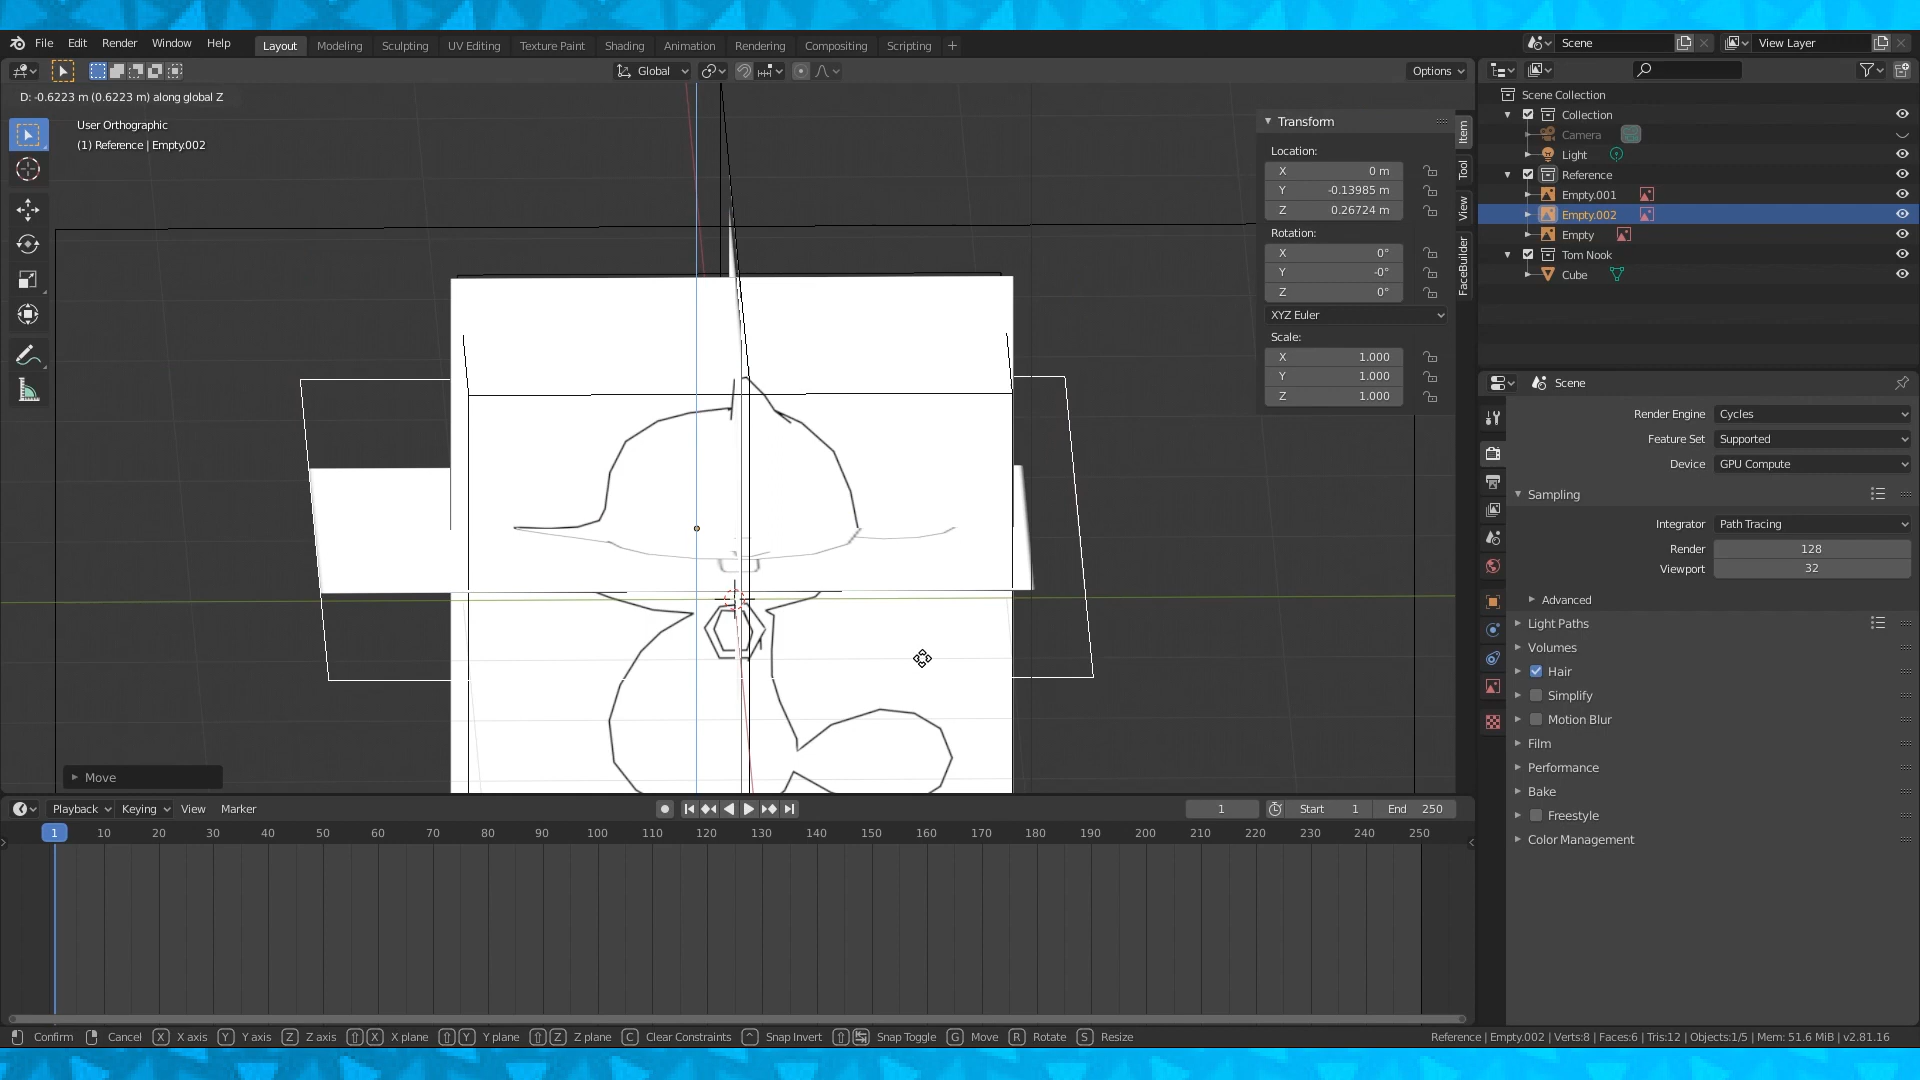 File Edit Render Window Help Layout Modeling Sculpting UV Editing Texture Paint Shading Animation Rendering Compositing Scripting + Scene View Layer
Global Options
D: -0.6223 m (0.6223 m) along global Z
User Orthographic
(1) Reference | Empty.002
Transform
Location:
X 0 m
Y -0.13985 m
Z 0.26724 m
Rotation:
X 0°
Y -0°
Z 0°
XYZ Euler
Scale:
X 1.000
Y 1.000
Z 1.000
Item
Tool
View
FaceBuilder
Scene Collection
Collection
Camera
Light
Reference
Empty.001
Empty.002
Empty
Tom Nook
Cube
Scene
Render Engine Cycles
Feature Set Supported
Device GPU Compute
Sampling
Integrator Path Tracing
Render 128
Viewport 32
Advanced
Light Paths
Volumes
Hair
Simplify
Motion Blur
Film
Performance
Bake
Freestyle
Color Management
Move
Playback Keying View Marker 1 Start 1 End 250
1 10 20 30 40 50 60 70 80 90 100 110 120 130 140 150 160 170 180 190 200 210 220 230 240 250
Confirm Cancel X X axis Y Y axis Z Z axis X X plane Y Y plane Z Z plane C Clear Constraints Snap Invert Snap Toggle G Move R Rotate S Resize Reference | Empty.002 | Verts:8 | Faces:6 | Tris:12 | Objects:1/5 | Mem: 51.6 MiB | v2.81.16